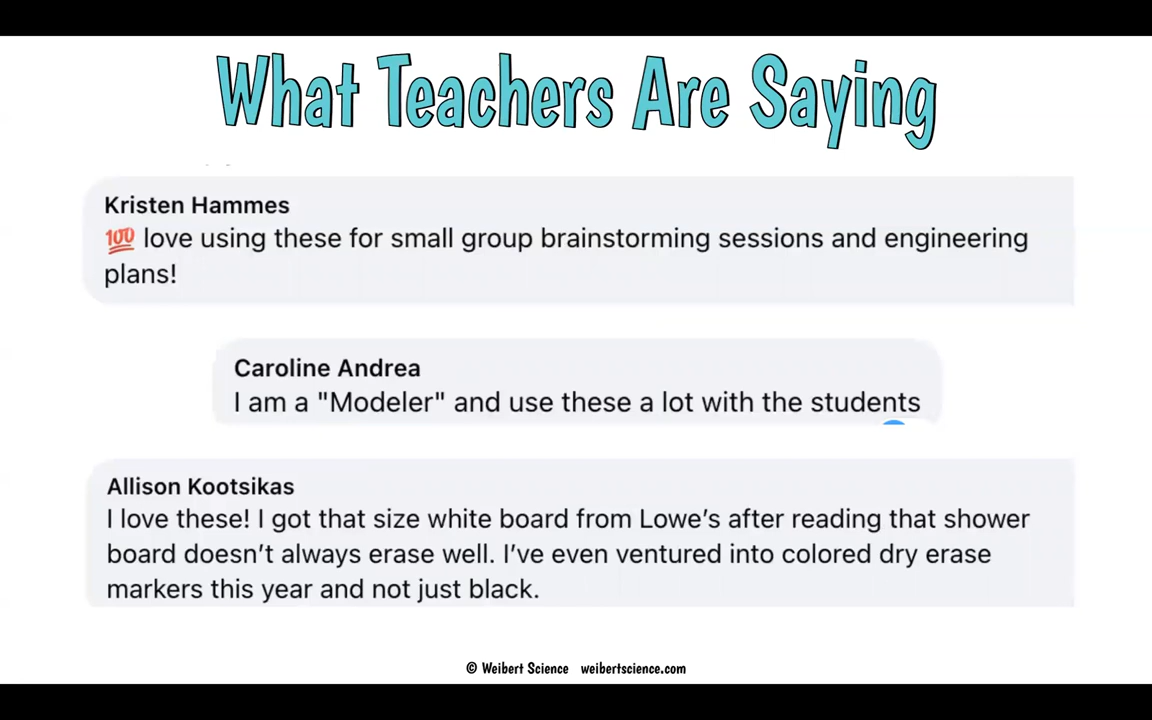 What Teachers Are Saying
Kristen Hammes
💯 love using these for small group brainstorming sessions and engineering
plans!
Caroline Andrea
I am a "Modeler" and use these a lot with the students
Allison Kootsikas
I love these! I got that size white board from Lowe’s after reading that shower
board doesn’t always erase well. I’ve even ventured into colored dry erase
markers this year and not just black.
© Weibert Science weibertscience.com